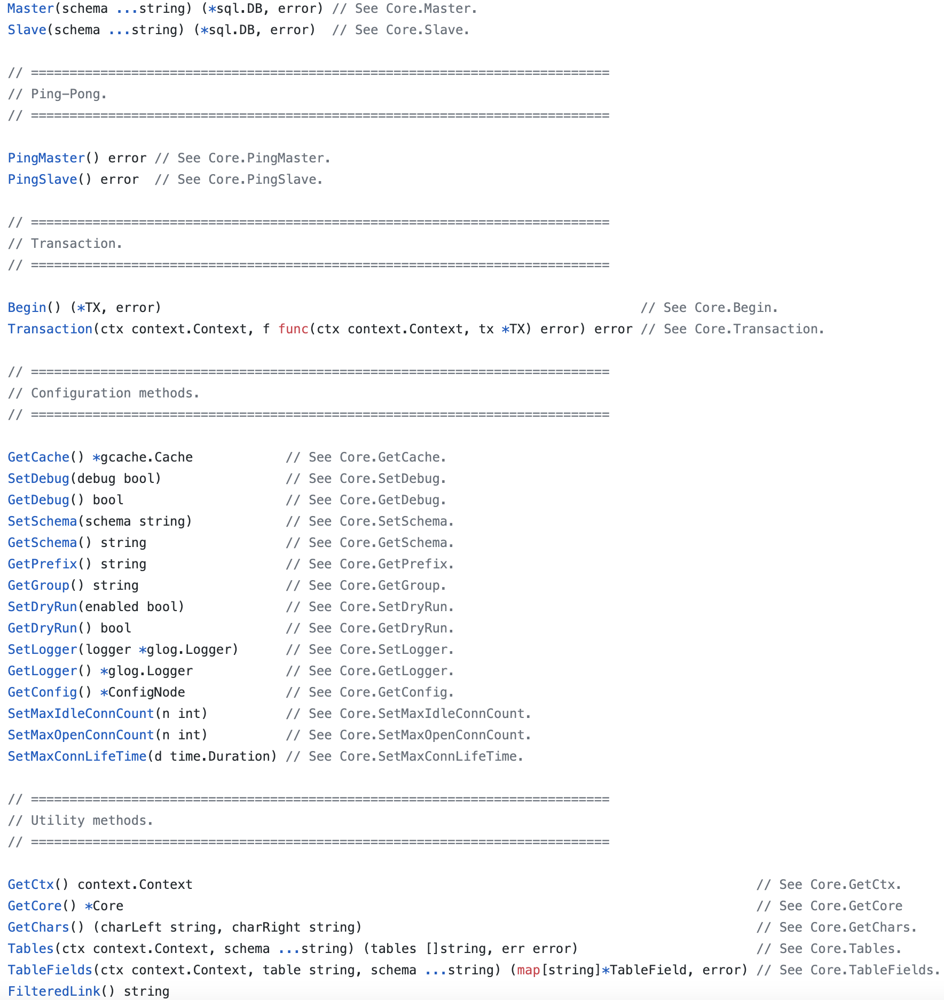 Master(schema ...string) (*sql.DB, error) // See Core.Master.
Slave(schema ...string) (*sql.DB, error)  // See Core.Slave.
// ===========================================================================
// Ping-Pong.
// ===========================================================================
PingMaster() error // See Core.PingMaster.
PingSlave() error  // See Core.PingSlave.
// ===========================================================================
// Transaction.
// ===========================================================================
Begin() (*TX, error)                                                              // See Core.Begin.
Transaction(ctx context.Context, f func(ctx context.Context, tx *TX) error) error // See Core.Transaction.
// ===========================================================================
// Configuration methods.
// ===========================================================================
GetCache() *gcache.Cache            // See Core.GetCache.
SetDebug(debug bool)                // See Core.SetDebug.
GetDebug() bool                     // See Core.GetDebug.
SetSchema(schema string)            // See Core.SetSchema.
GetSchema() string                  // See Core.GetSchema.
GetPrefix() string                  // See Core.GetPrefix.
GetGroup() string                   // See Core.GetGroup.
SetDryRun(enabled bool)             // See Core.SetDryRun.
GetDryRun() bool                    // See Core.GetDryRun.
SetLogger(logger *glog.Logger)      // See Core.SetLogger.
GetLogger() *glog.Logger            // See Core.GetLogger.
GetConfig() *ConfigNode             // See Core.GetConfig.
SetMaxIdleConnCount(n int)          // See Core.SetMaxIdleConnCount.
SetMaxOpenConnCount(n int)          // See Core.SetMaxOpenConnCount.
SetMaxConnLifeTime(d time.Duration) // See Core.SetMaxConnLifeTime.
// ===========================================================================
// Utility methods.
// ===========================================================================
GetCtx() context.Context                                                                         // See Core.GetCtx.
GetCore() *Core                                                                                  // See Core.GetCore
GetChars() (charLeft string, charRight string)                                                   // See Core.GetChars.
Tables(ctx context.Context, schema ...string) (tables []string, err error)                       // See Core.Tables.
TableFields(ctx context.Context, table string, schema ...string) (map[string]*TableField, error) // See Core.TableFields.
FilteredLink() string